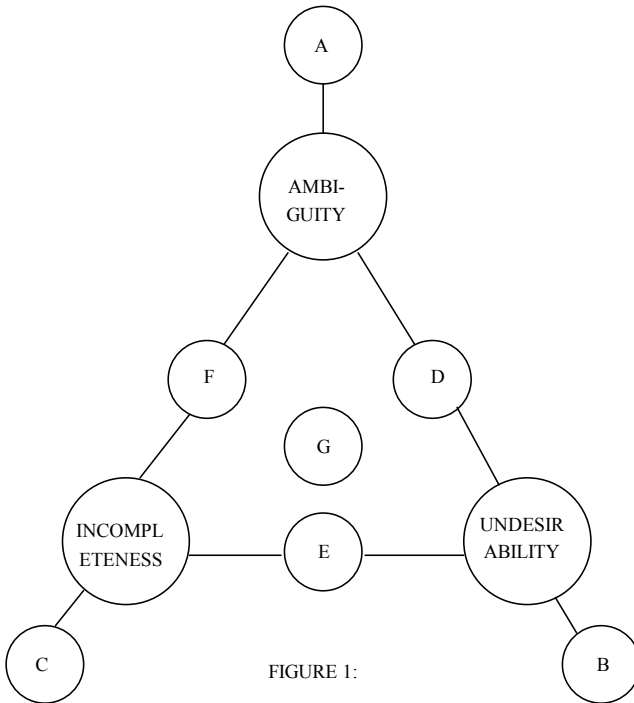 A
AMBI-
GUITY
F
D
G
INCOMPL
ETENESS
E
UNDESIR
ABILITY
C
FIGURE 1:
B